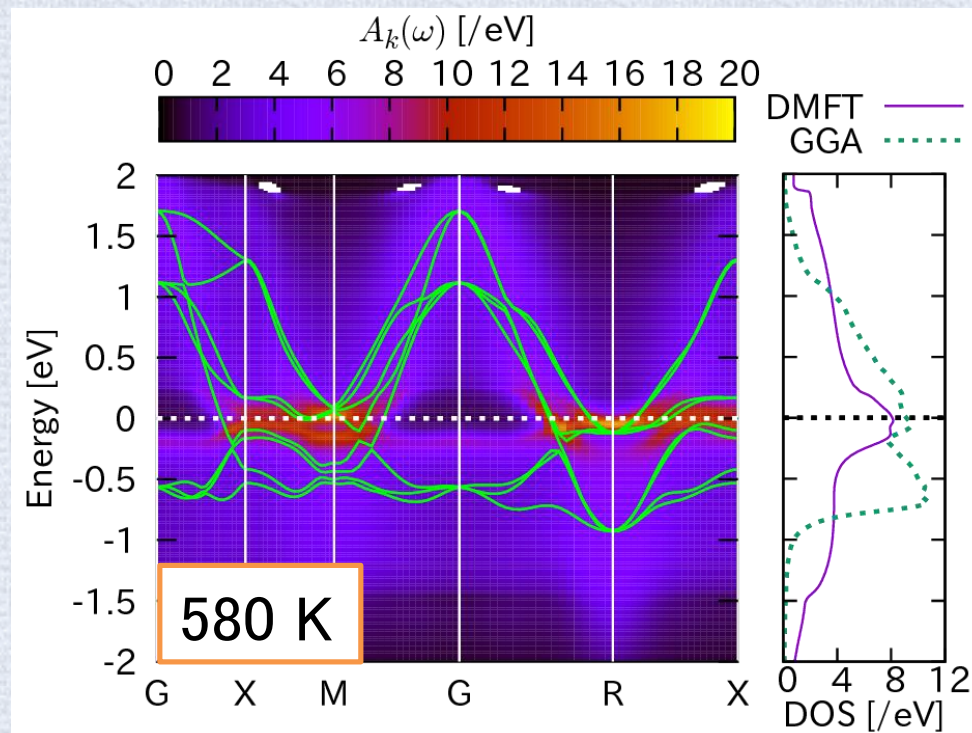 A_k(ω) [/eV]
0 2 4 6 8 10 12 14 16 18 20
DMFT
GGA
2
1.5
1
0.5
0
-0.5
-1
-1.5
-2
Energy [eV]
580 K
G X M G R X
0 4 8 12
DOS [/eV]